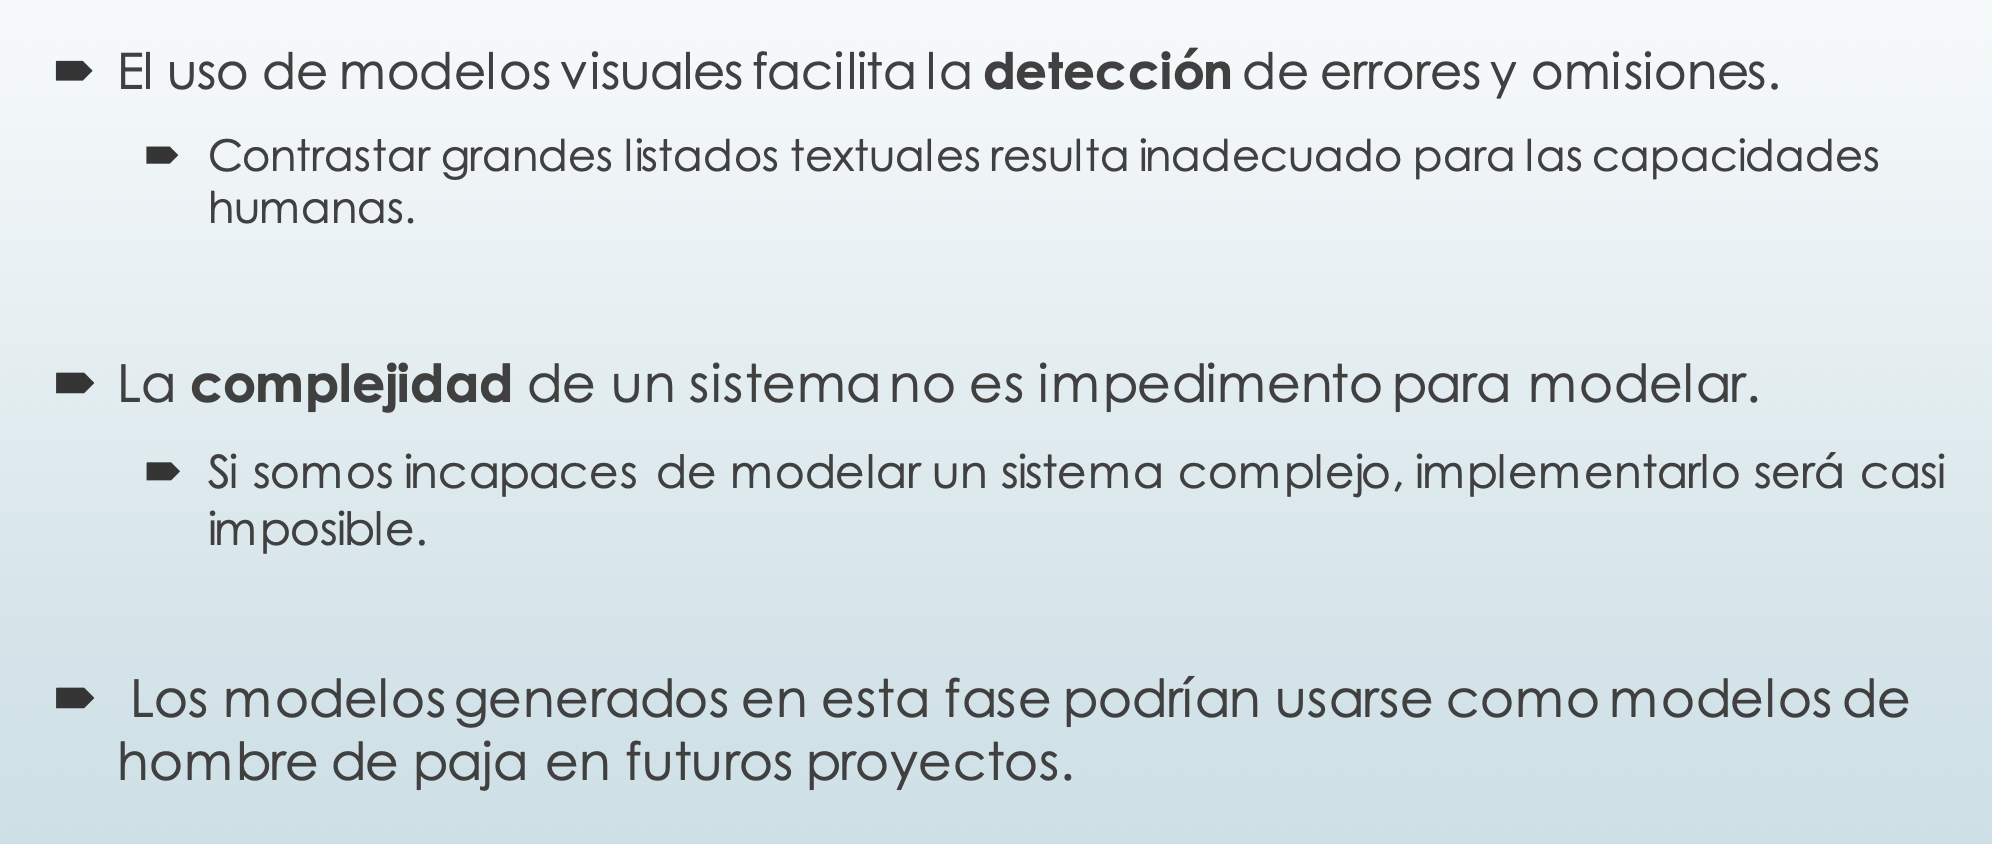 El uso de modelos visuales facilita la detección de errores y omisiones.
Contrastar grandes listados textuales resulta inadecuado para las capacidades
humanas.
La complejidad de un sistema no es impedimento para modelar.
Si somos incapaces de modelar un sistema complejo, implementarlo será casi
imposible.
Los modelos generados en esta fase podrían usarse como modelos de
hombre de paja en futuros proyectos.